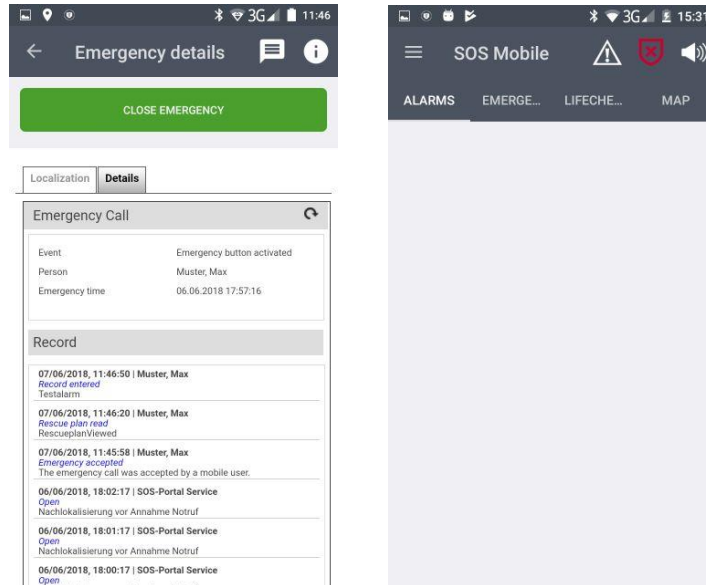 3G 11:46
Emergency details
CLOSE EMERGENCY
Localization Details
Emergency Call
Event Emergency button activated
Person Muster, Max
Emergency time 06.06.2018 17:57:16
Record
07/06/2018, 11:46:50 | Muster, Max
Record entered
Testalarm
07/06/2018, 11:46:20 | Muster, Max
Rescue plan read
RescueplanViewed
07/06/2018, 11:45:58 | Muster, Max
Emergency accepted
The emergency call was accepted by a mobile user.
06/06/2018, 18:02:17 | SOS-Portal Service
Open
Nachlokalisierung vor Annahme Notruf
06/06/2018, 18:01:17 | SOS-Portal Service
Open
Nachlokalisierung vor Annahme Notruf
06/06/2018, 18:00:17 | SOS-Portal Service
Open
3G 15:31
SOS Mobile
ALARMS EMERGE... LIFECHE... MAP